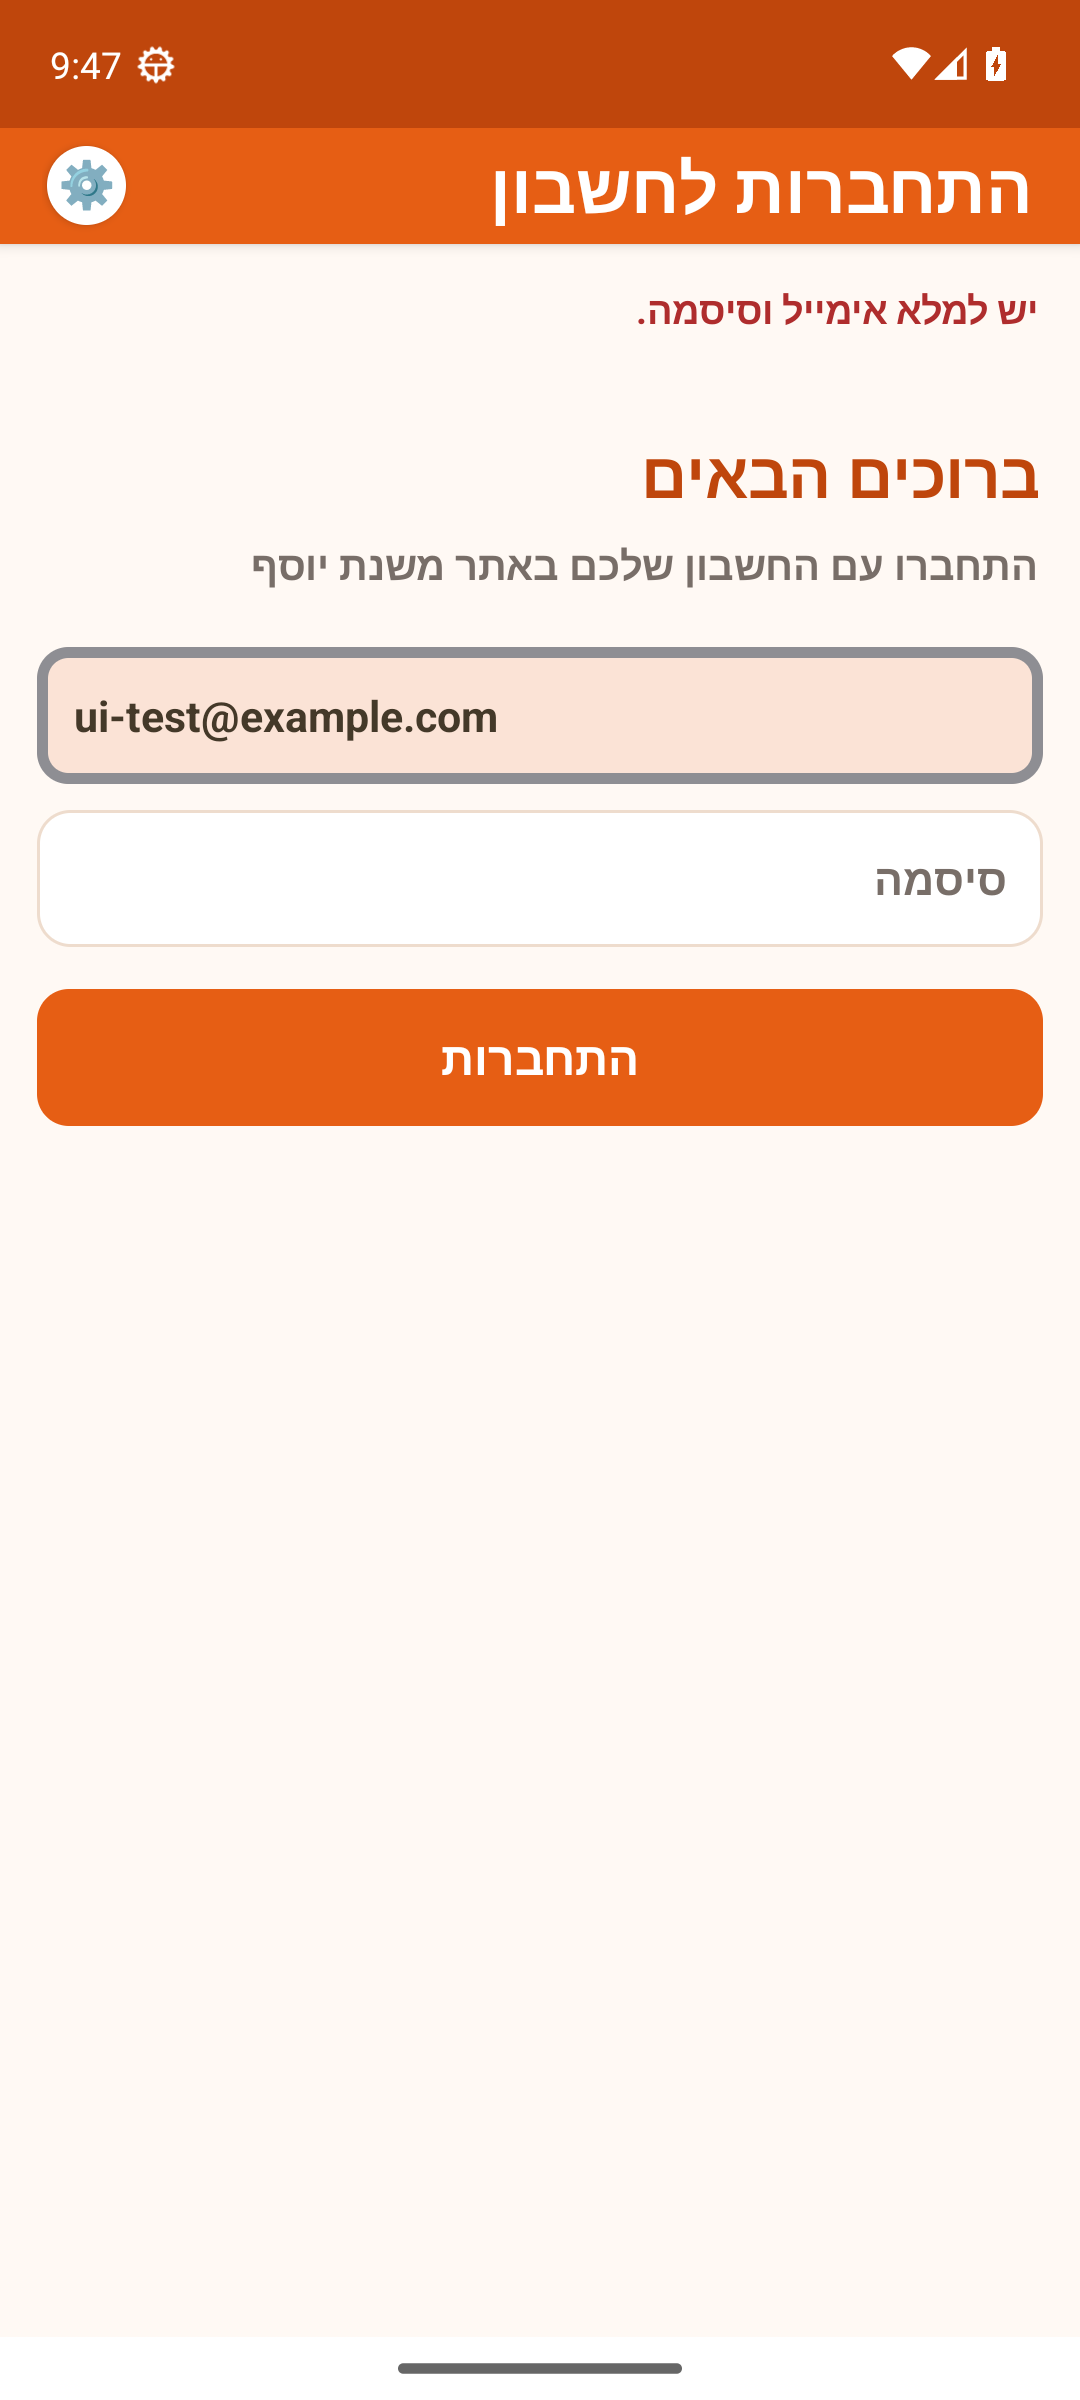 9:47
התחברות לחשבון
יש למלא אימייל וסיסמה.
ברוכים הבאים
התחברו עם החשבון שלכם באתר משנת יוסף
ui-test@example.com
סיסמה
התחברות